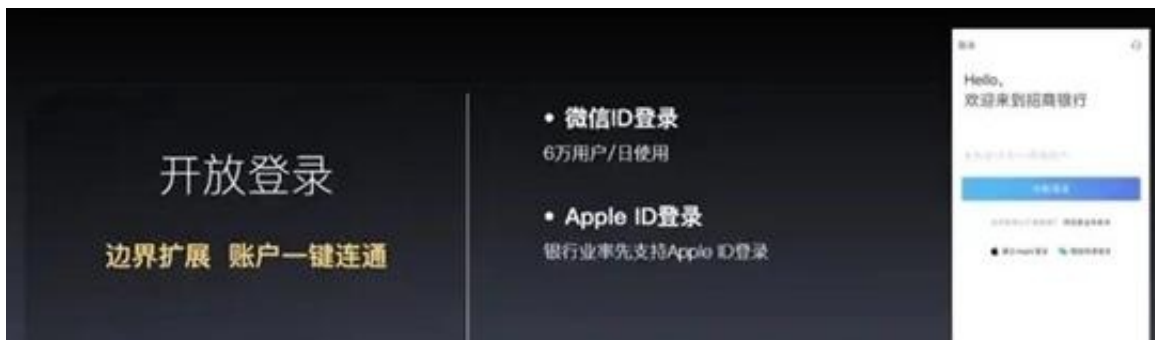 开放登录
边界扩展 账户一键连通
• 微信ID登录
6万用户/日使用
• Apple ID登录
银行业率先支持Apple ID登录
Hello,
欢迎来到招商银行